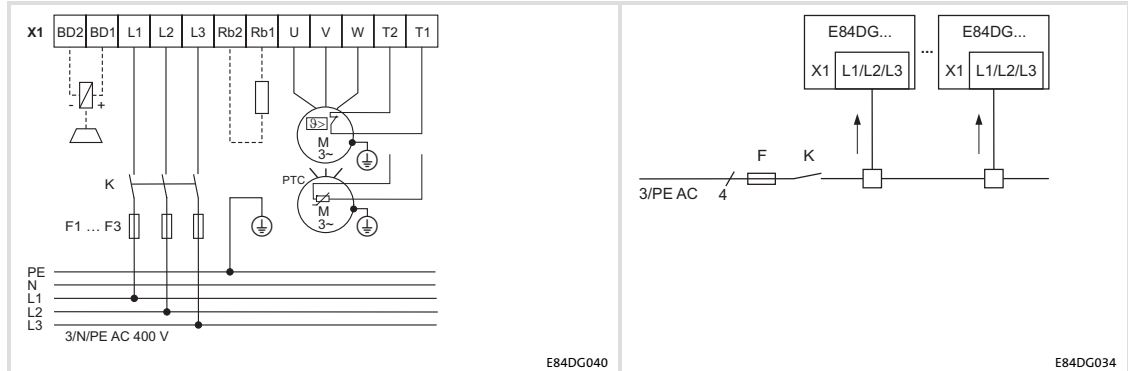 X1 BD2 BD1 L1 L2 L3 Rb2 Rb1 U V W T2 T1
- +
ϑ>
M
3~
PTC
M
3~
K
F1 … F3
PE
N
L1
L2
L3
3/N/PE AC 400 V
E84DG040
E84DG... ... E84DG...
X1 L1/L2/L3 X1 L1/L2/L3
F K
3/PE AC 4
E84DG034